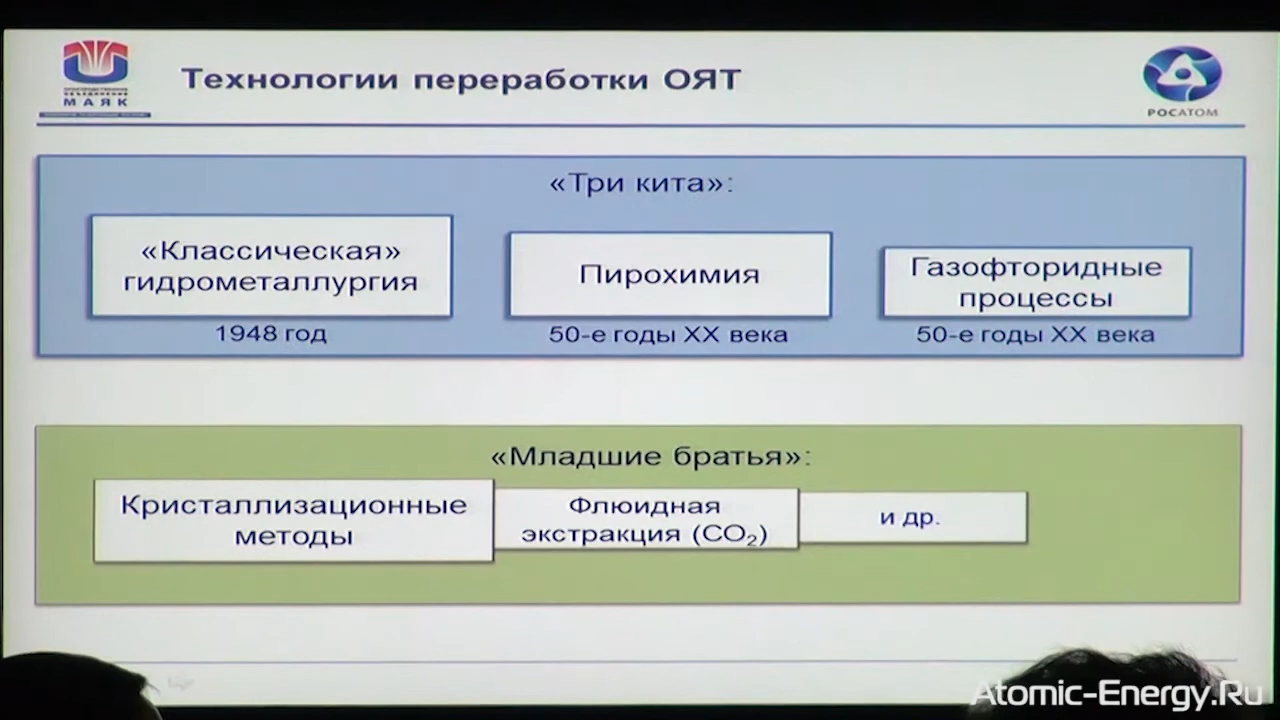 МАЯК
Технологии переработки ОЯТ
РОСАТОМ
«Три кита»:
«Классическая»
гидрометаллургия
1948 год
Пирохимия
50-е годы XX века
Газофторидные
процессы
50-е годы XX века
«Младшие братья»:
Кристаллизационные
методы
Флюидная
экстракция (CO₂)
и др.
Atomic-Energy.Ru